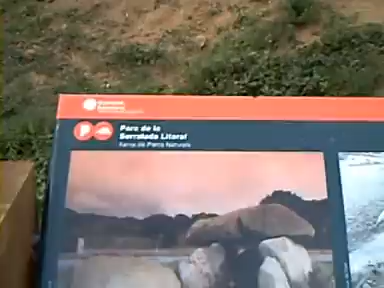 P
Parc de la
Serralada Litoral
Xarxa de Parcs Naturals